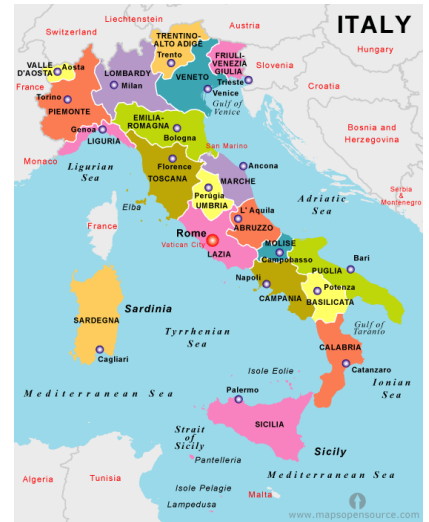 ITALY
Liechtenstein
Switzerland
Austria
Hungary
Slovenia
Croatia
France
Bosnia and
Herzegovina
Serbia
& Montenegro
Monaco
San Marino
Vatican City
France
Algeria
Tunisia
Malta
TRENTINO-
ALTO ADIGE
Trento
FRIULI-
VENEZIA
GIULIA
Trieste
VALLE
D'AOSTA
Aosta
LOMBARDY
Milan
VENETO
Venice
Gulf of
Venice
Torino
PIEMONTE
EMILIA-
ROMAGNA
Bologna
Genoa
LIGURIA
Ligurian
Sea
Florence
TOSCANA
Ancona
MARCHE
Perugia
UMBRIA
Elba
Adriatic
Sea
L' Aquila
ABRUZZO
Rome
LAZIA
MOLISE
Campobasso
PUGLIA
Bari
Napoli
CAMPANIA
Potenza
BASILICATA
Gulf of
Taranto
Sardinia
SARDEGNA
Cagliari
Tyrrhenian
Sea
CALABRIA
Catanzaro
Ionian
Sea
Isole Eolie
Mediterranean Sea
Palermo
SICILIA
Strait
of
Sicily
Sicily
Pantelleria
Mediterranean Sea
Isole Pelagie
Lampedusa
www.mapsopensource.com